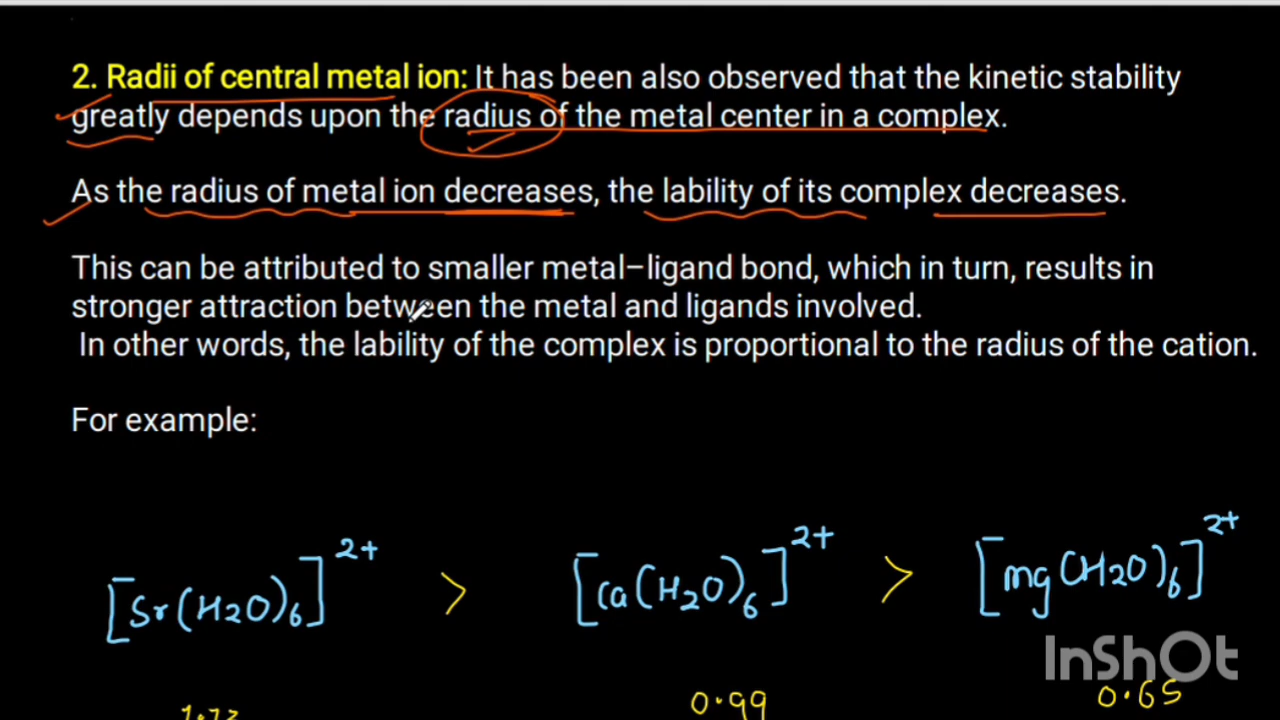 2. Radii of central metal ion: It has been also observed that the kinetic stability
greatly depends upon the radius of the metal center in a complex.
As the radius of metal ion decreases, the lability of its complex decreases.
This can be attributed to smaller metal–ligand bond, which in turn, results in
stronger attraction between the metal and ligands involved.
In other words, the lability of the complex is proportional to the radius of the cation.
For example:
[Sr(H2O)6]2+ > [Ca(H2O)6]2+ > [mg(H2O)6]2+
InShOt
0.99 0.65